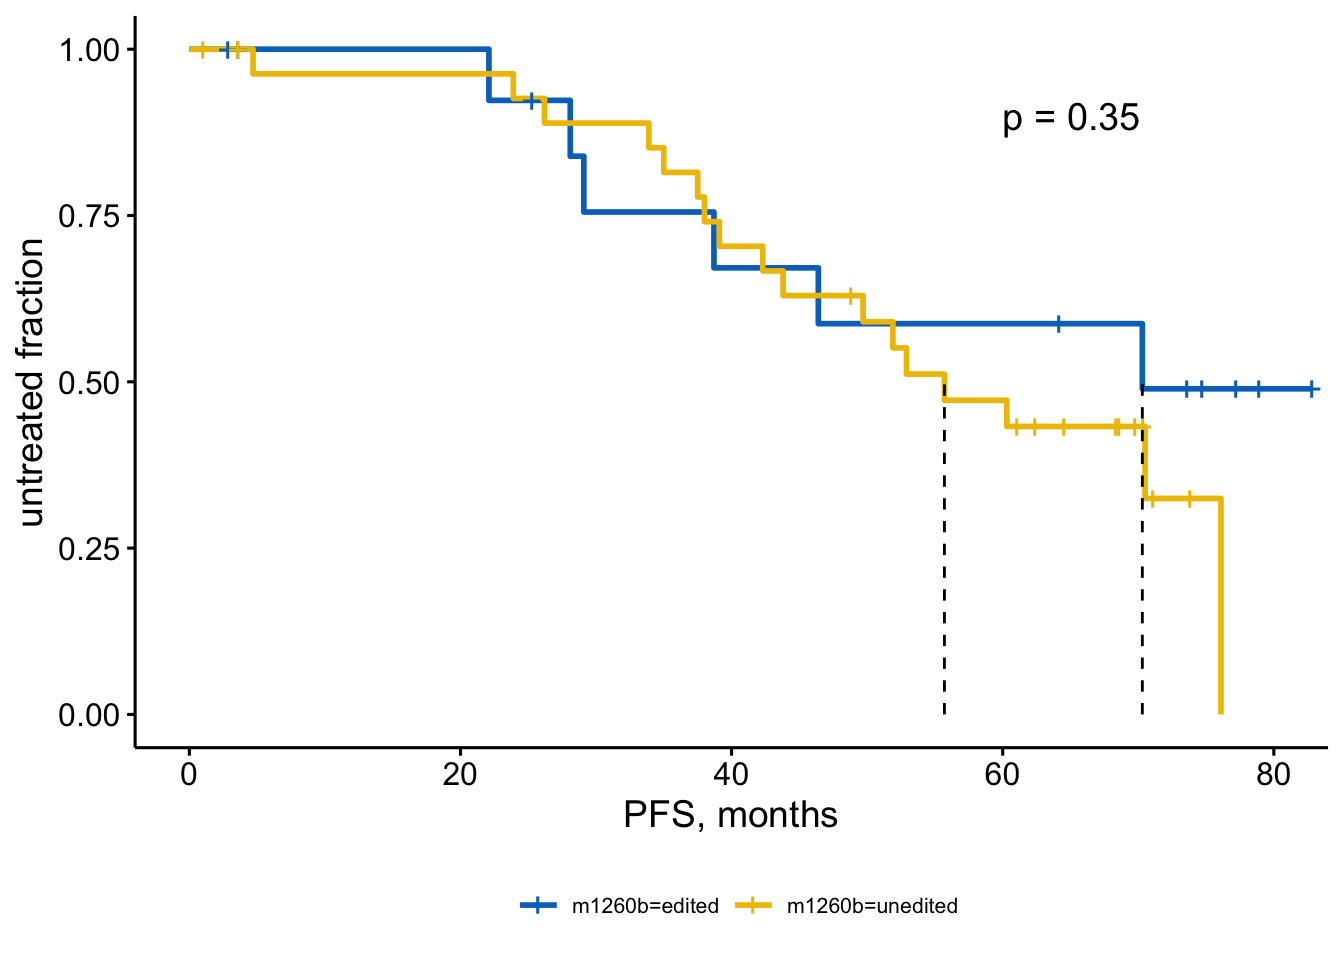 1.00
0.75
0.50
0.25
0.00
untreated fraction
p = 0.35
0 20 40 60 80
PFS, months
m1260b=edited m1260b=unedited